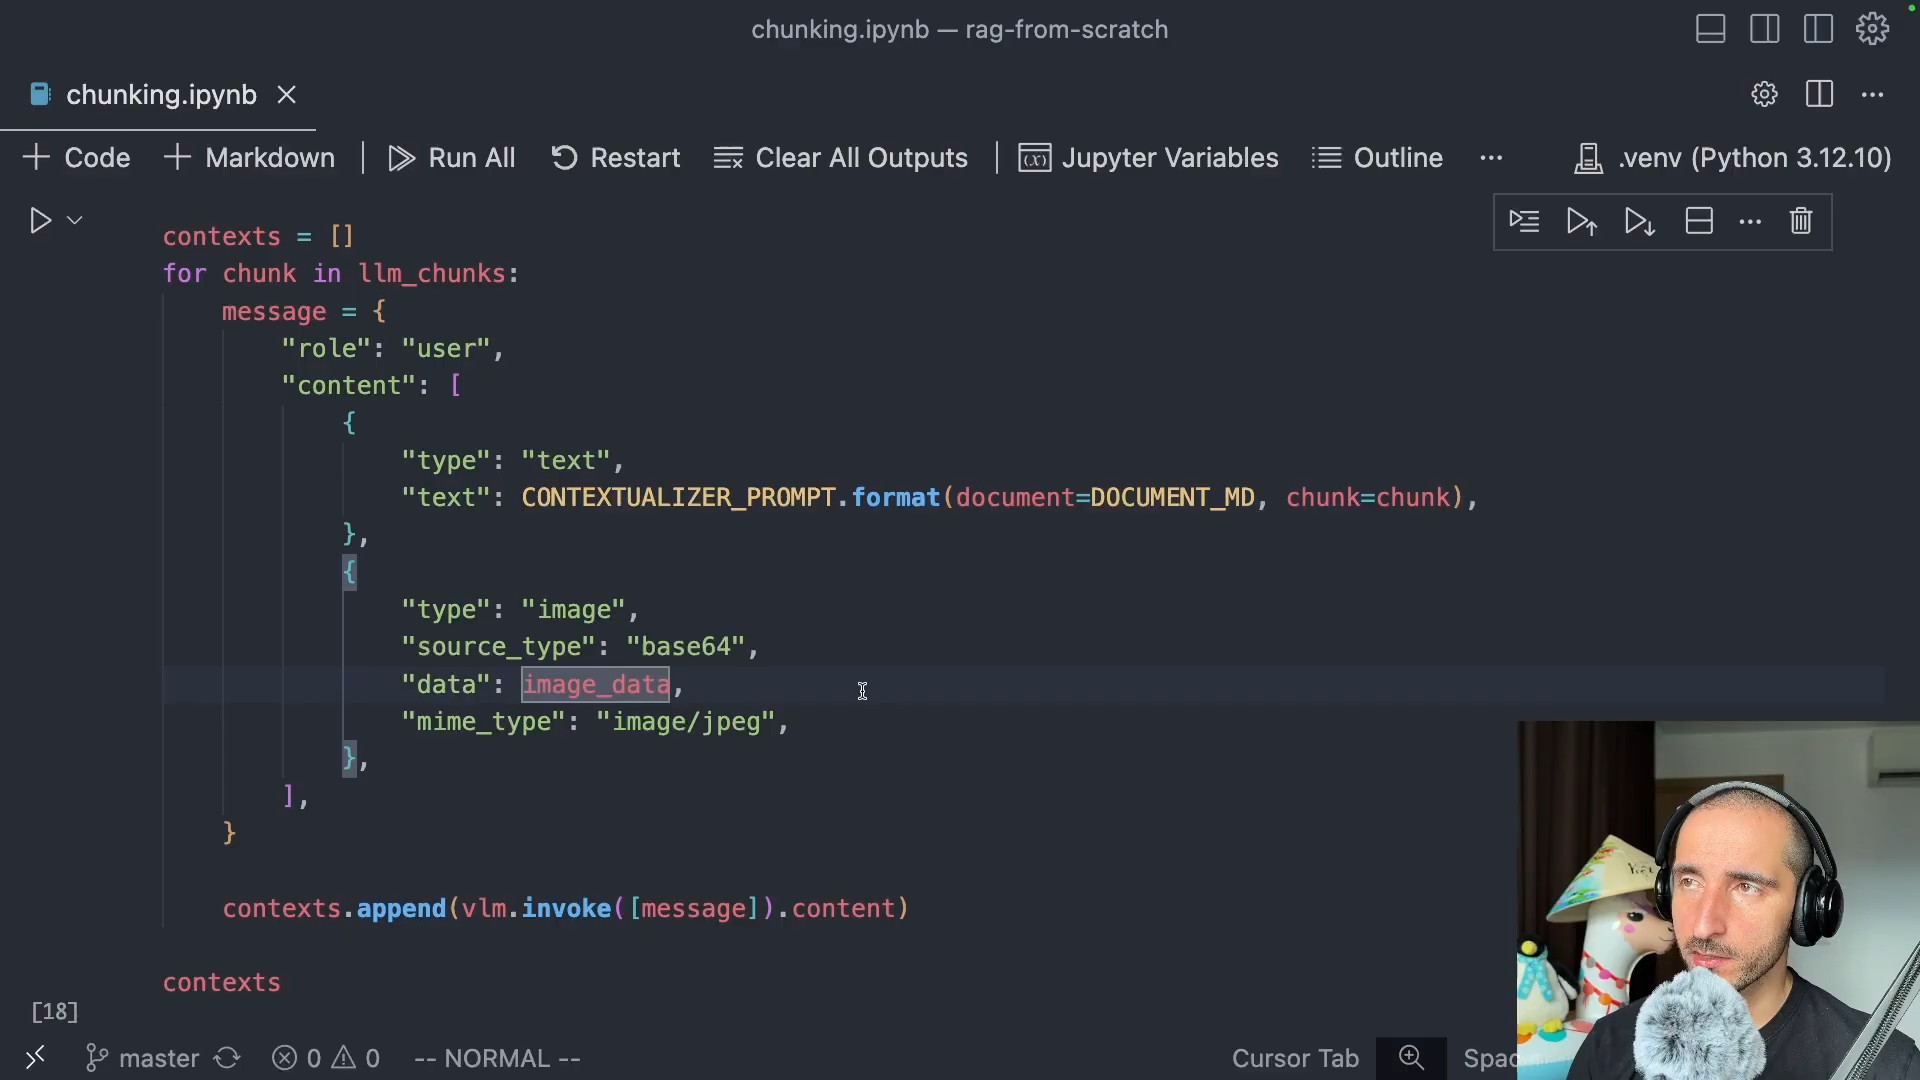 chunking.ipynb — rag-from-scratch
chunking.ipynb
Code Markdown Run All Restart Clear All Outputs Jupyter Variables Outline ... .venv (Python 3.12.10)
contexts = []
for chunk in llm_chunks:
message = {
"role": "user",
"content": [
{
"type": "text",
"text": CONTEXTUALIZER_PROMPT.format(document=DOCUMENT_MD, chunk=chunk),
},
{
"type": "image",
"source_type": "base64",
"data": image_data,
"mime_type": "image/jpeg",
},
],
}
contexts.append(vlm.invoke([message]).content)
contexts
[18]
master 0 0 -- NORMAL -- Cursor Tab